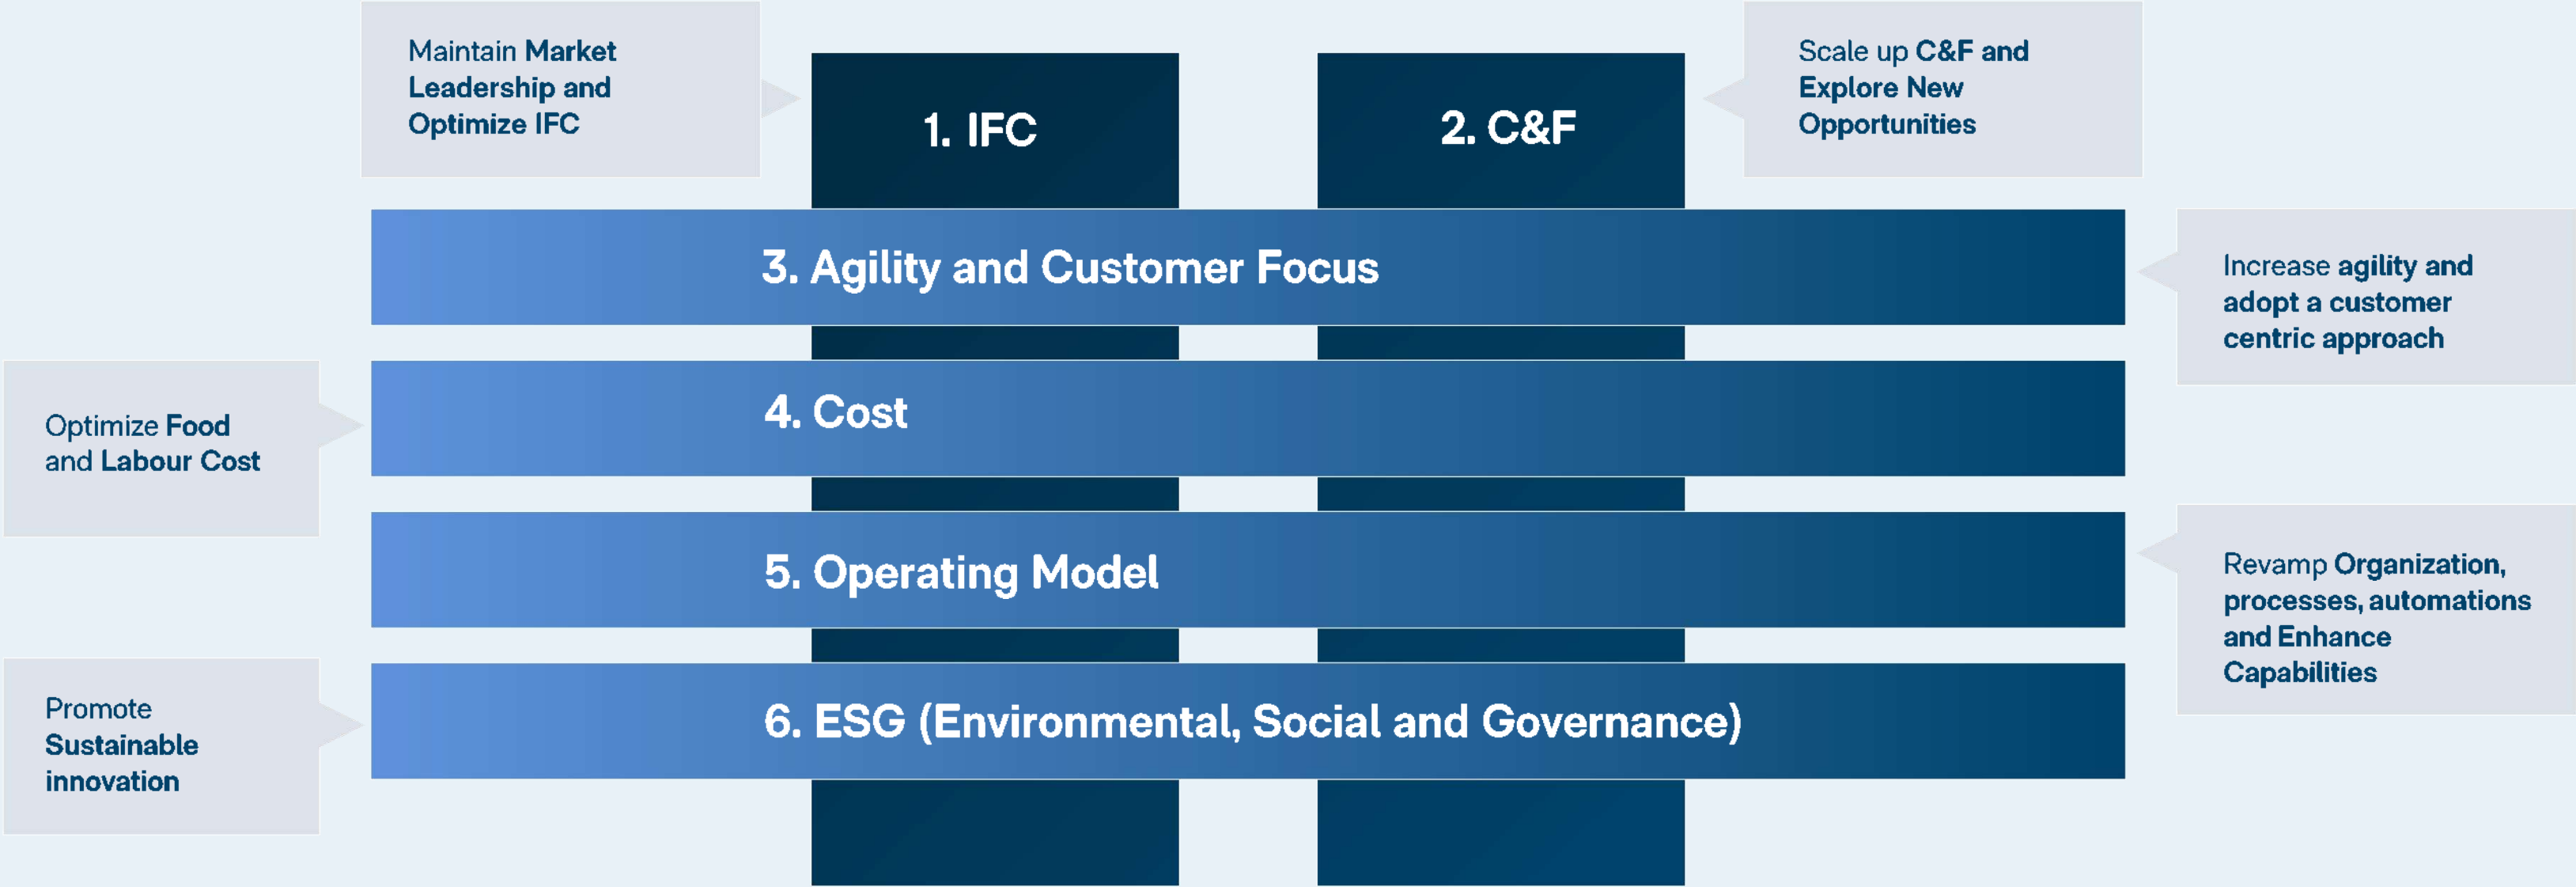 Maintain Market
Leadership and
Optimize IFC
1. IFC
2. C&F
Scale up C&F and
Explore New
Opportunities
3. Agility and Customer Focus
Increase agility and
adopt a customer
centric approach
4. Cost
Optimize Food
and Labour Cost
5. Operating Model
Revamp Organization,
processes, automations
and Enhance
Capabilities
6. ESG (Environmental, Social and Governance)
Promote
Sustainable
innovation